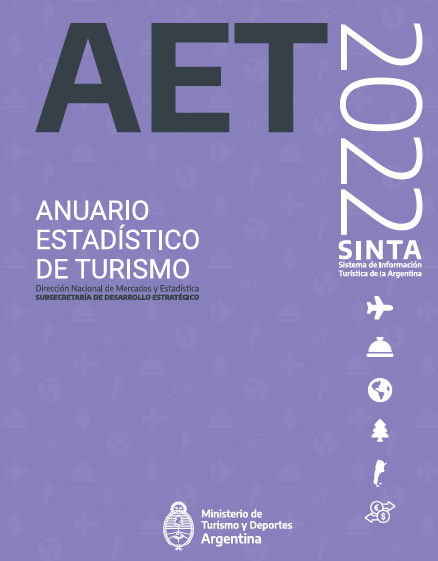 AET
2022
ANUARIO
ESTADÍSTICO
DE TURISMO
Dirección Nacional de Mercados y Estadística
SUBSECRETARÍA DE DESARROLLO ESTRATÉGICO
SINTA
Sistema de Información
Turística de la Argentina
€
$
Ministerio de
Turismo y Deportes
Argentina